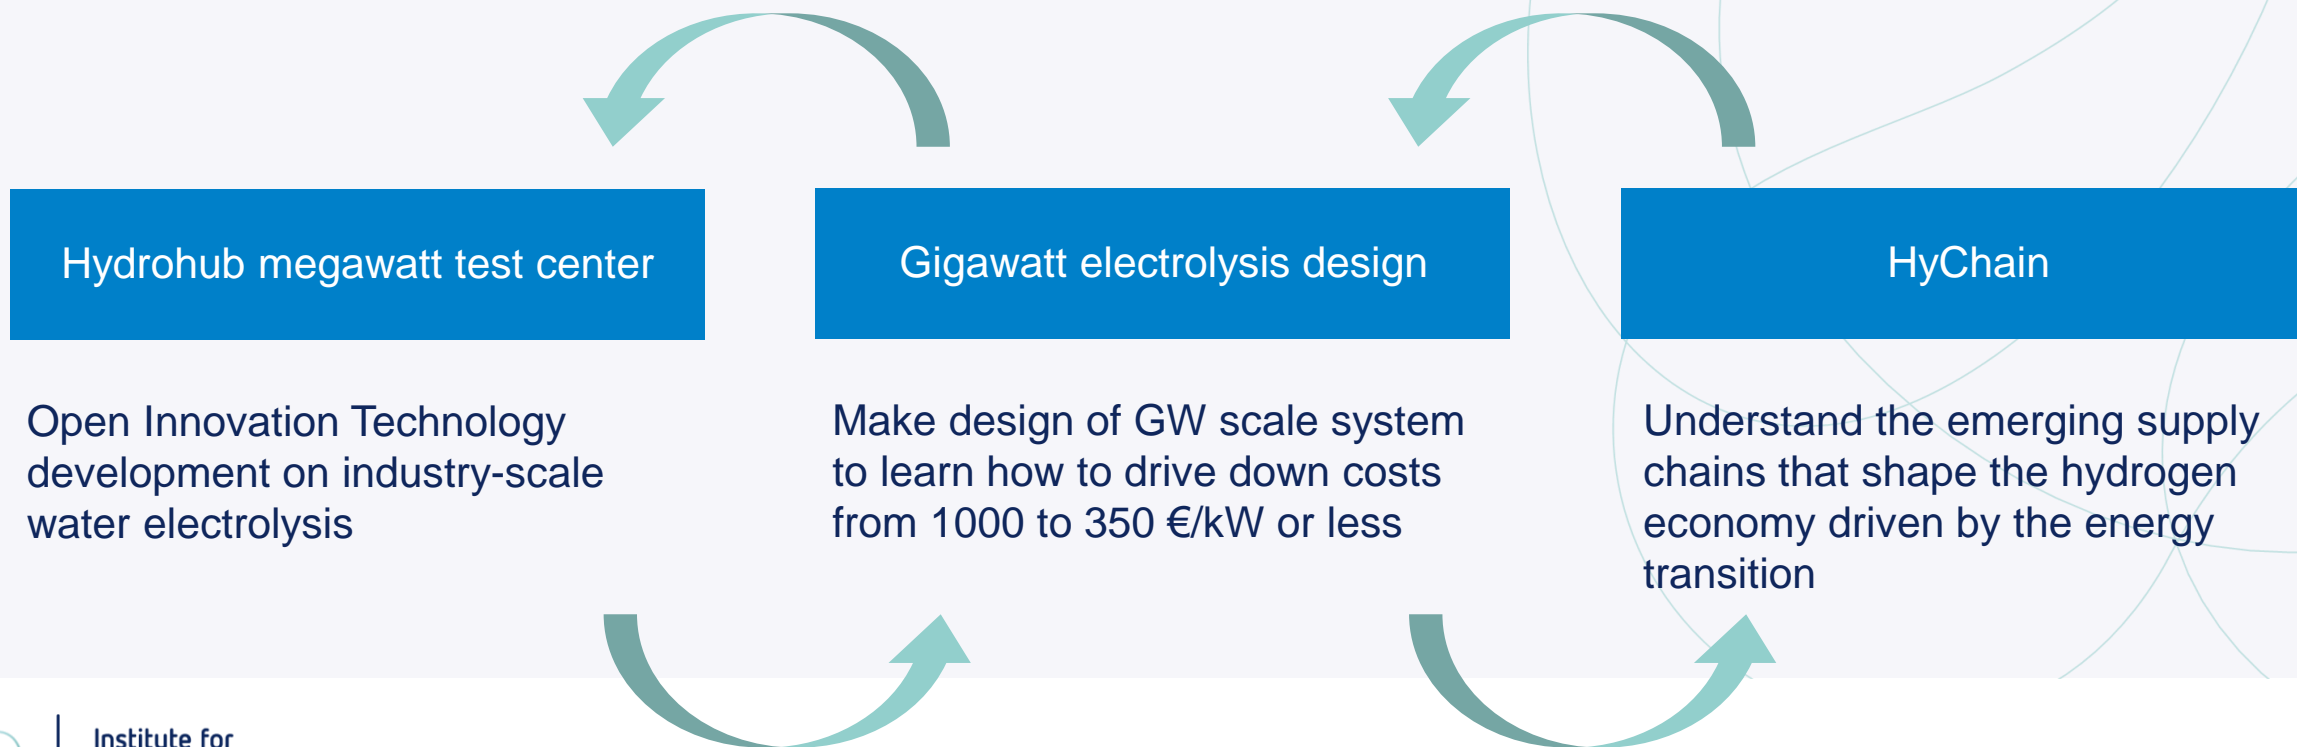 Hydrohub megawatt test center
Gigawatt electrolysis design
HyChain
Open Innovation Technology
development on industry-scale
water electrolysis
Make design of GW scale system
to learn how to drive down costs
from 1000 to 350 €/kW or less
Understand the emerging supply
chains that shape the hydrogen
economy driven by the energy
transition
Institute for